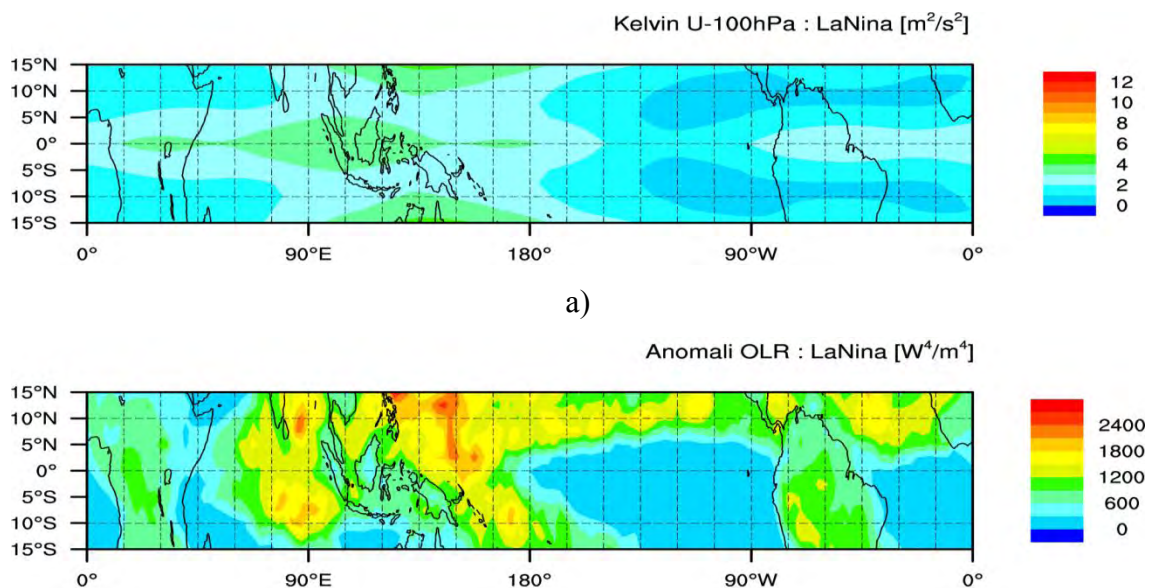 Kelvin U-100hPa : LaNina [m²/s²]
15°N
10°N
5°N
0°
5°S
10°S
15°S
0° 90°E 180° 90°W 0°
12
10
8
6
4
2
0
a)
Anomali OLR : LaNina [W⁴/m⁴]
15°N
10°N
5°N
0°
5°S
10°S
15°S
0° 90°E 180° 90°W 0°
2400
1800
1200
600
0